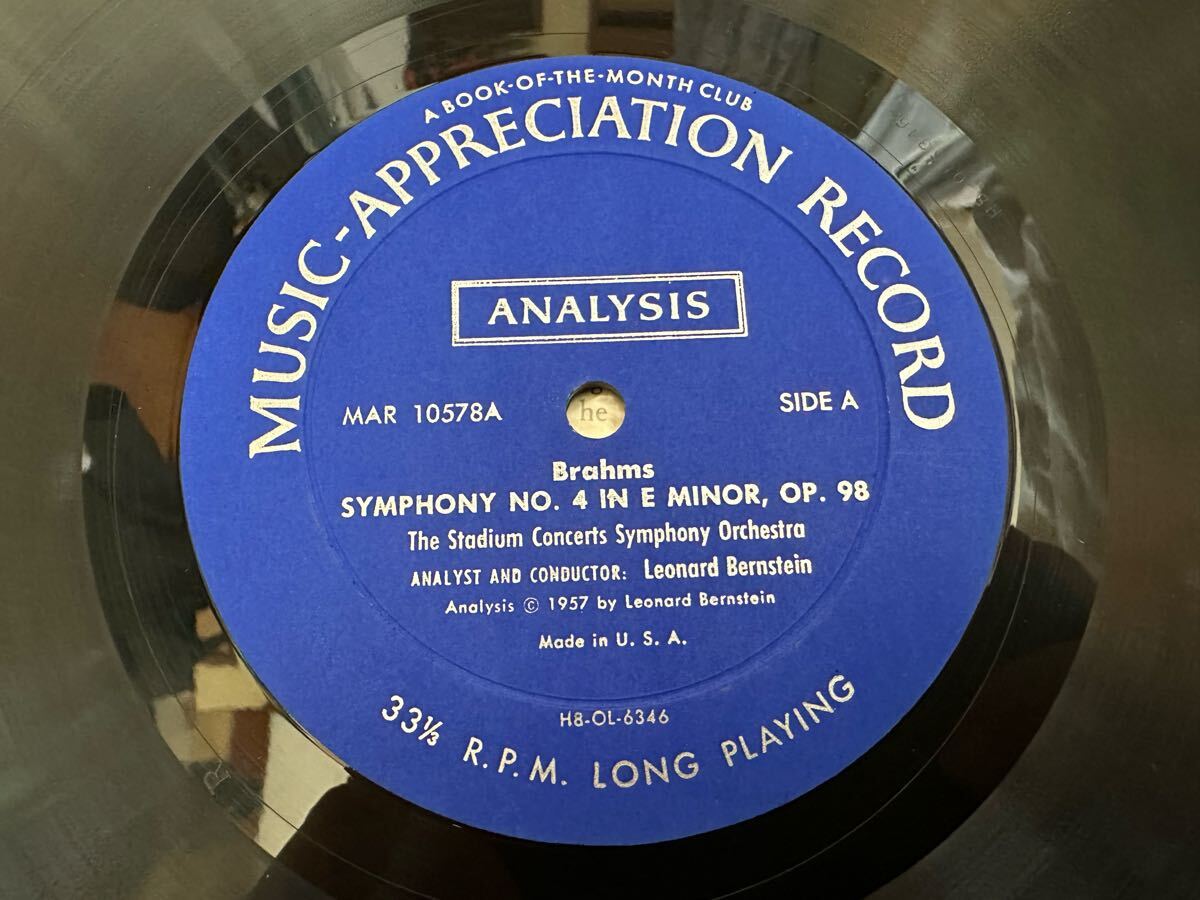 A BOOK-OF-THE-MONTH CLUB
MUSIC-APPRECIATION RECORD
ANALYSIS
MAR 10578A
he
SIDE A
Brahms
SYMPHONY NO. 4 IN E MINOR, OP. 98
The Stadium Concerts Symphony Orchestra
ANALYST AND CONDUCTOR: Leonard Bernstein
Analysis © 1957 by Leonard Bernstein
Made in U. S. A.
H8-OL-6346
33⅓ R.P.M. LONG PLAYING